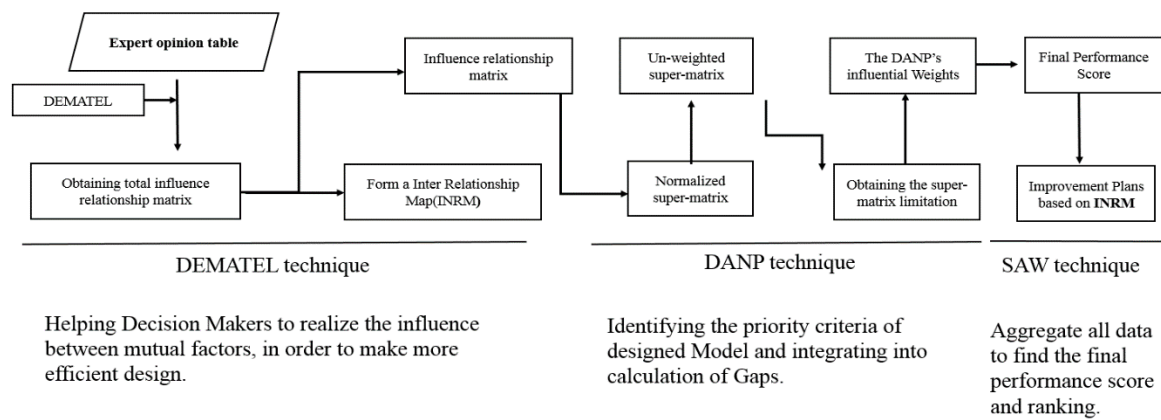 Expert opinion table
DEMATEL
Obtaining total influence
relationship matrix
Influence relationship
matrix
Form a Inter Relationship
Map(INRM)
Un-weighted
super-matrix
Normalized
super-matrix
The DANP's
influential Weights
Obtaining the super-
matrix limitation
Final Performance
Score
Improvement Plans
based on INRM
DEMATEL technique
DANP technique
SAW technique
Helping Decision Makers to realize the influence
between mutual factors, in order to make more
efficient design.
Identifying the priority criteria of
designed Model and integrating into
calculation of Gaps.
Aggregate all data
to find the final
performance score
and ranking.